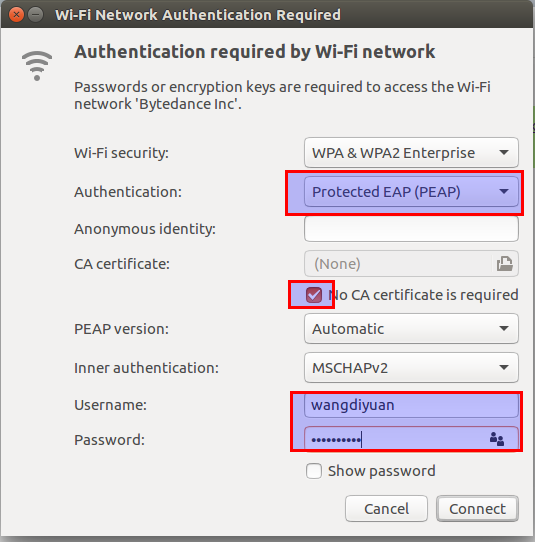 Wi-Fi Network Authentication Required
Authentication required by Wi-Fi network
Passwords or encryption keys are required to access the Wi-Fi
network 'Bytedance Inc'.
Wi-Fi security: WPA & WPA2 Enterprise
Authentication: Protected EAP (PEAP)
Anonymous identity:
CA certificate: (None)
No CA certificate is required
PEAP version: Automatic
Inner authentication: MSCHAPv2
Username: wangdiyuan
Password: ••••••••••
Show password
Cancel Connect